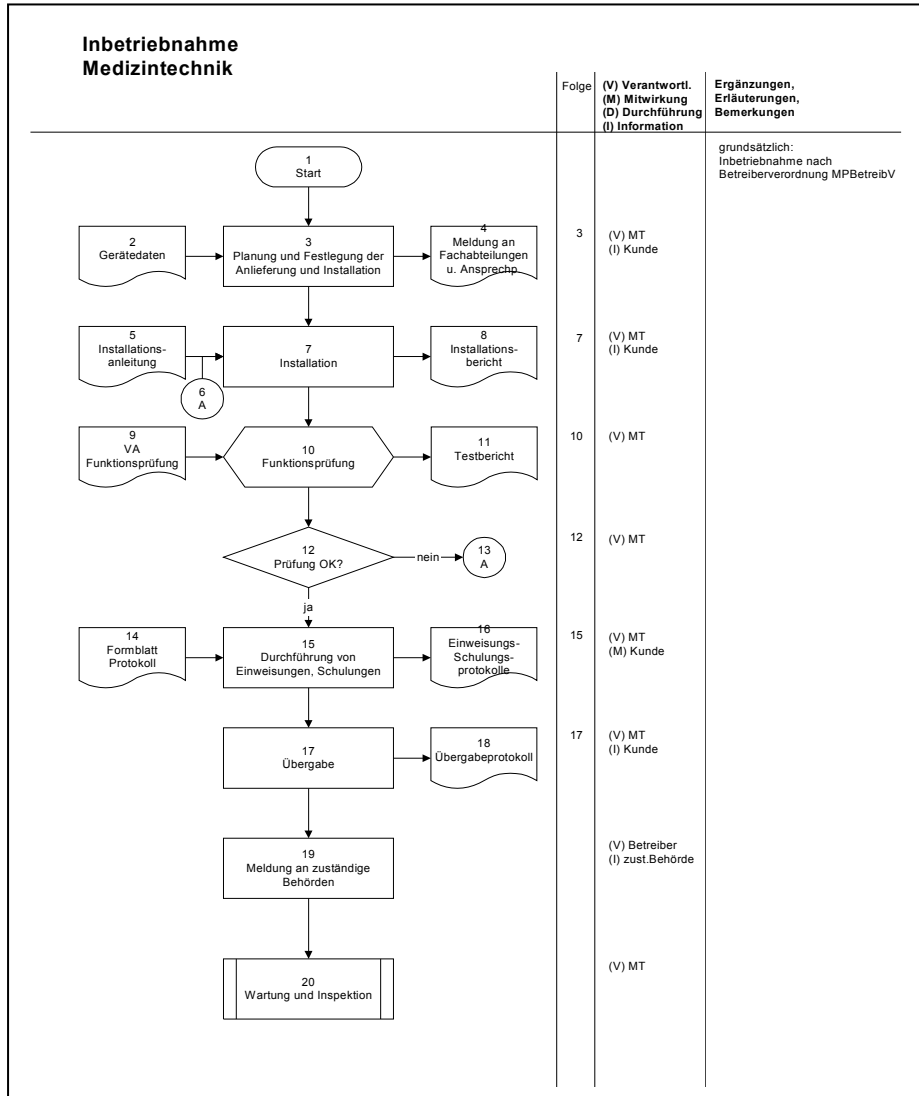 Inbetriebnahme
Medizintechnik
Folge
(V) Verantwortl.
(M) Mitwirkung
(D) Durchführung
(I) Information
Ergänzungen,
Erläuterungen,
Bemerkungen
grundsätzlich:
Inbetriebnahme nach
Betreiberverordnung MPBetreibV
1
Start
2
Gerätedaten
3
Planung und Festlegung der
Anlieferung und Installation
4
Meldung an
Fachabteilungen
u. Ansprechp.
3
(V) MT
(I) Kunde
5
Installations-
anleitung
6
A
7
Installation
8
Installations-
bericht
7
(V) MT
(I) Kunde
9
VA
Funktionsprüfung
10
Funktionsprüfung
11
Testbericht
10
(V) MT
12
Prüfung OK?
nein
13
A
12
(V) MT
ja
14
Formblatt
Protokoll
15
Durchführung von
Einweisungen, Schulungen
16
Einweisungs-
Schulungs-
protokolle
15
(V) MT
(M) Kunde
17
Übergabe
18
Übergabeprotokoll
17
(V) MT
(I) Kunde
19
Meldung an zuständige
Behörden
(V) Betreiber
(I) zust.Behörde
20
Wartung und Inspektion
(V) MT